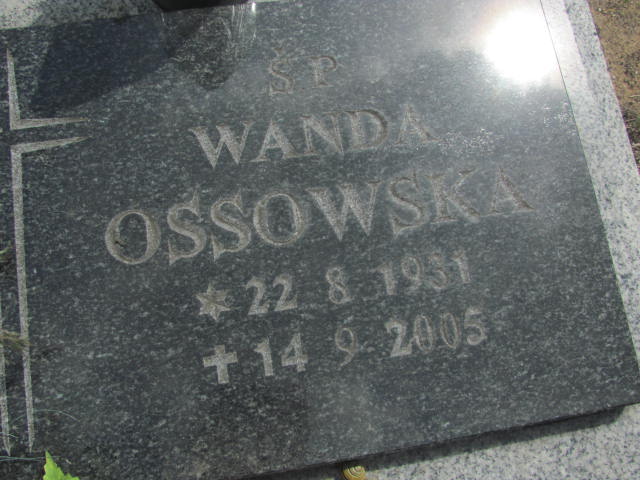 ŚP
WANDA
OSSOWSKA
* 22 8 1931
+ 14 9 2005